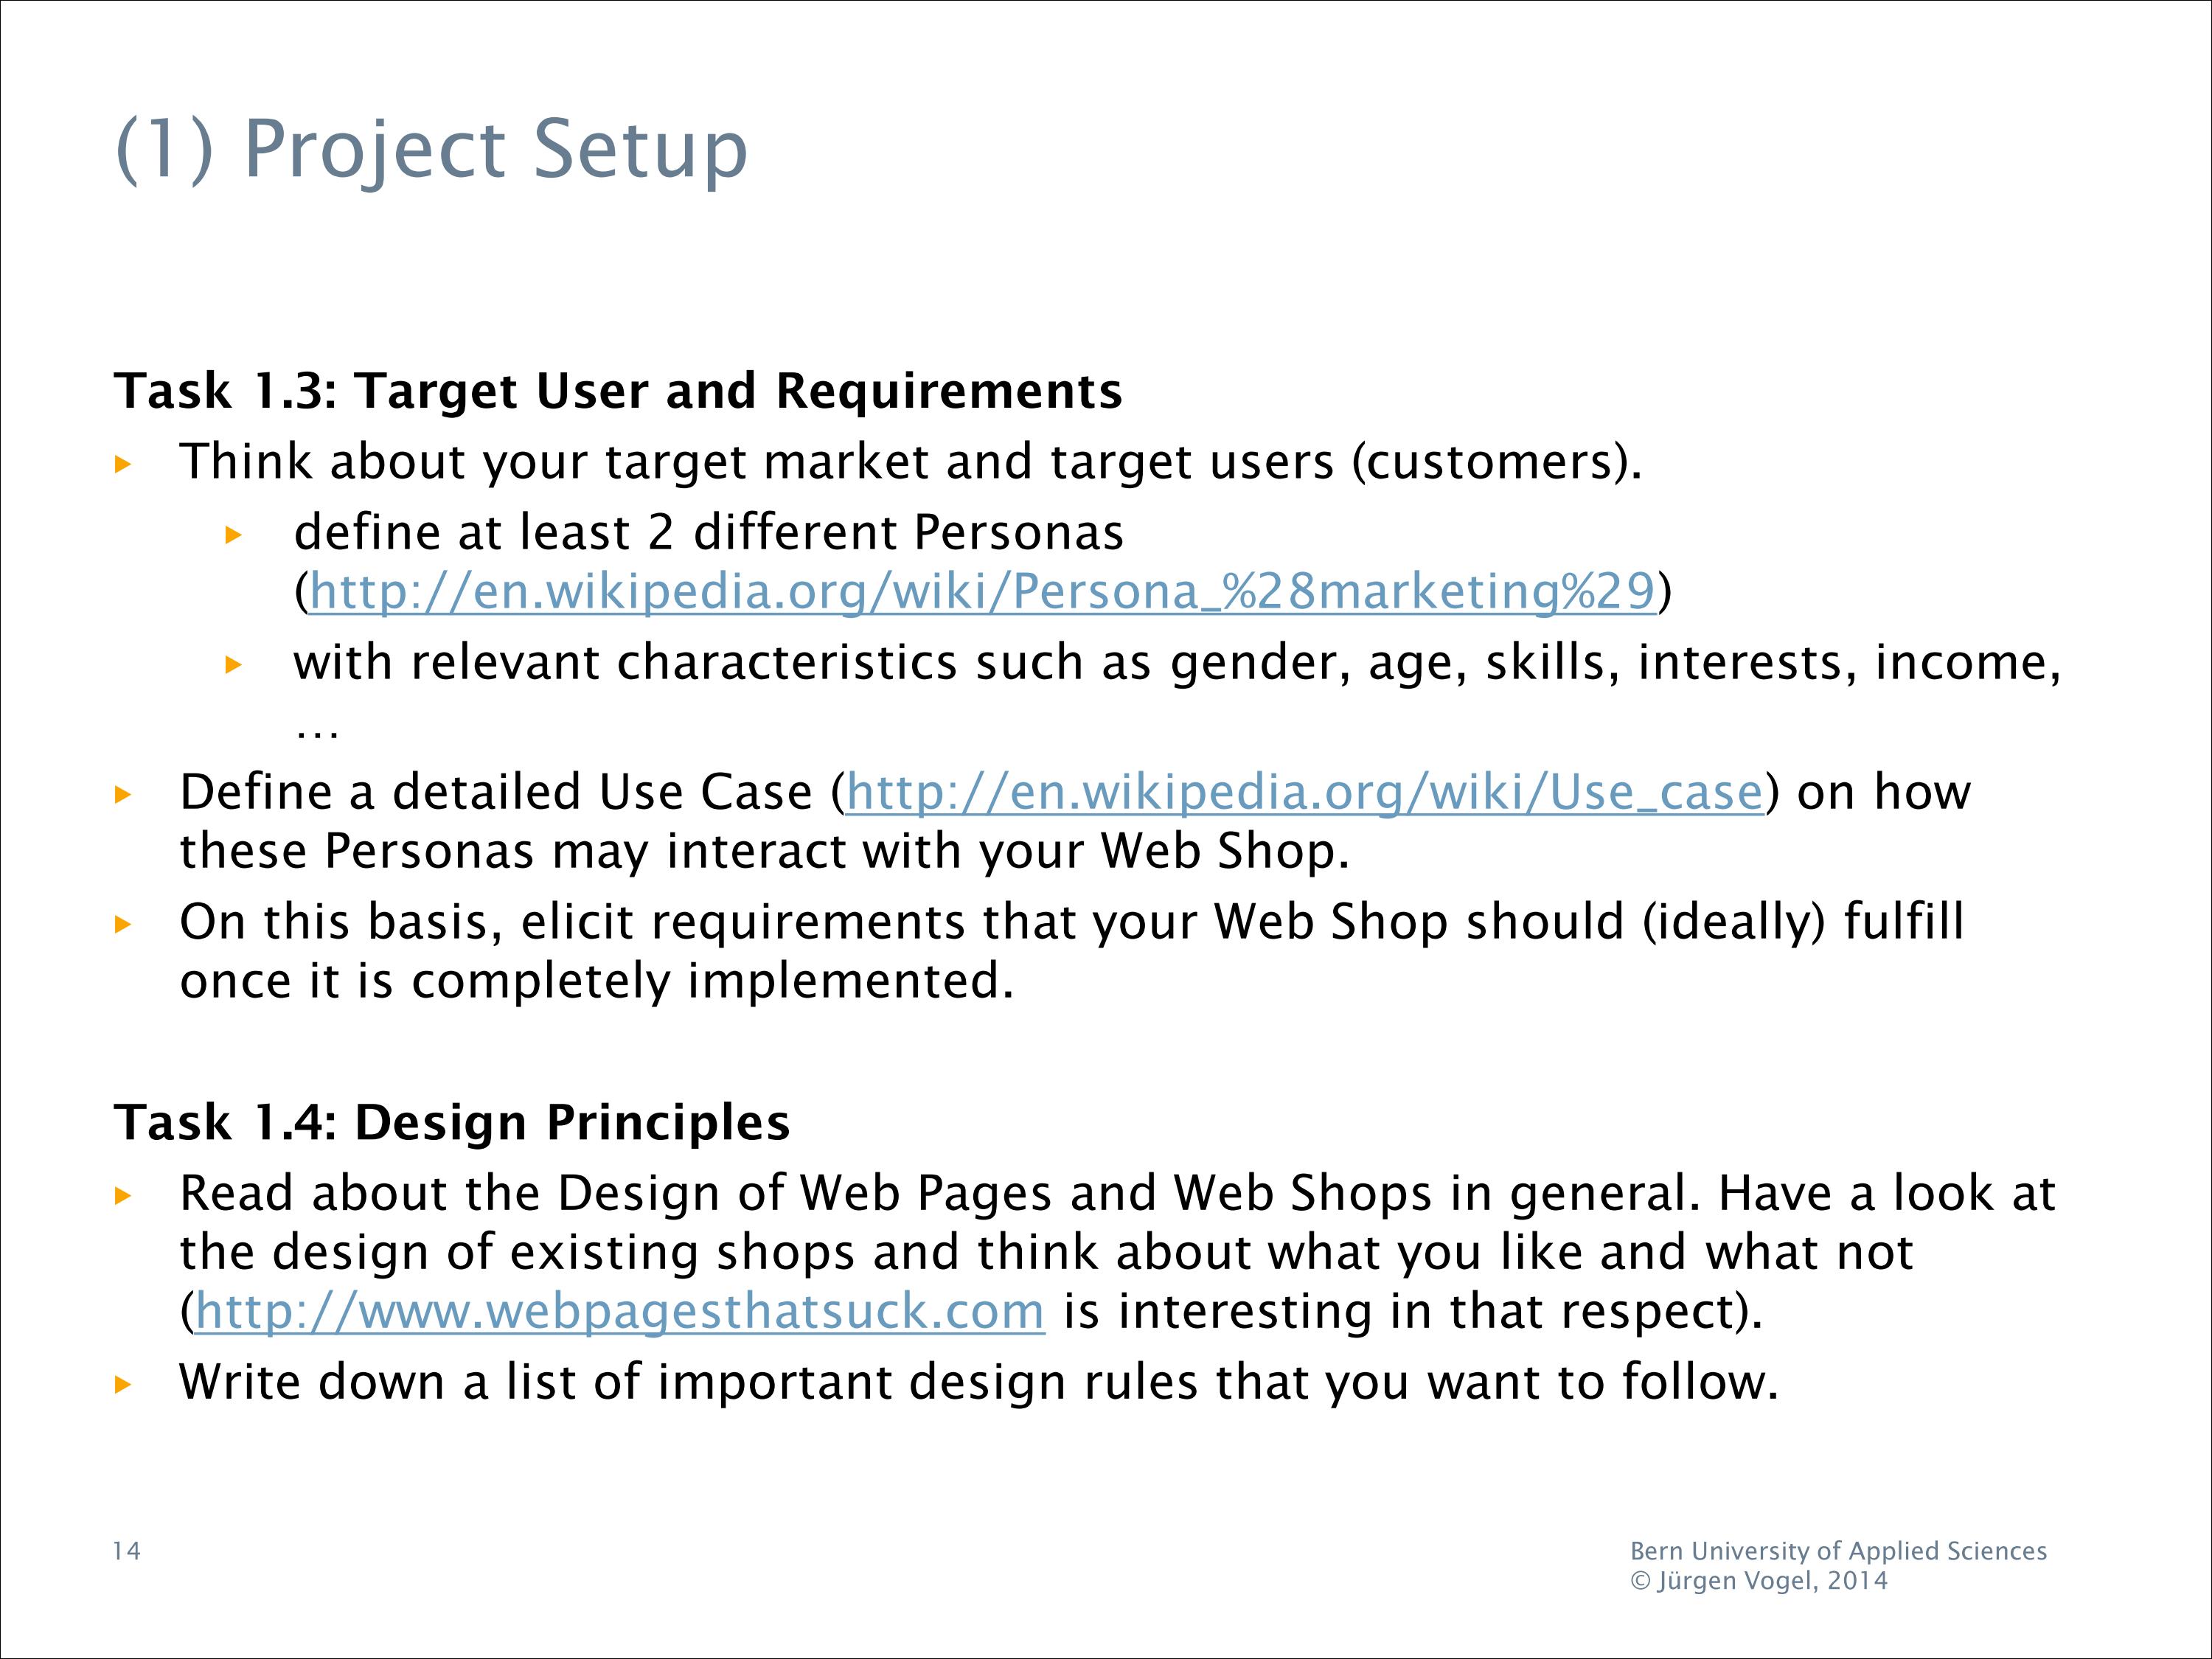 (1) Project Setup
Task 1.3: Target User and Requirements
▸ Think about your target market and target users (customers).
▸ define at least 2 different Personas
(http://en.wikipedia.org/wiki/Persona_%28marketing%29)
▸ with relevant characteristics such as gender, age, skills, interests, income,
…
▸ Define a detailed Use Case (http://en.wikipedia.org/wiki/Use_case) on how
these Personas may interact with your Web Shop.
▸ On this basis, elicit requirements that your Web Shop should (ideally) fulfill
once it is completely implemented.
Task 1.4: Design Principles
▸ Read about the Design of Web Pages and Web Shops in general. Have a look at
the design of existing shops and think about what you like and what not
(http://www.webpagesthatsuck.com is interesting in that respect).
▸ Write down a list of important design rules that you want to follow.
14
Bern University of Applied Sciences
© Jürgen Vogel, 2014